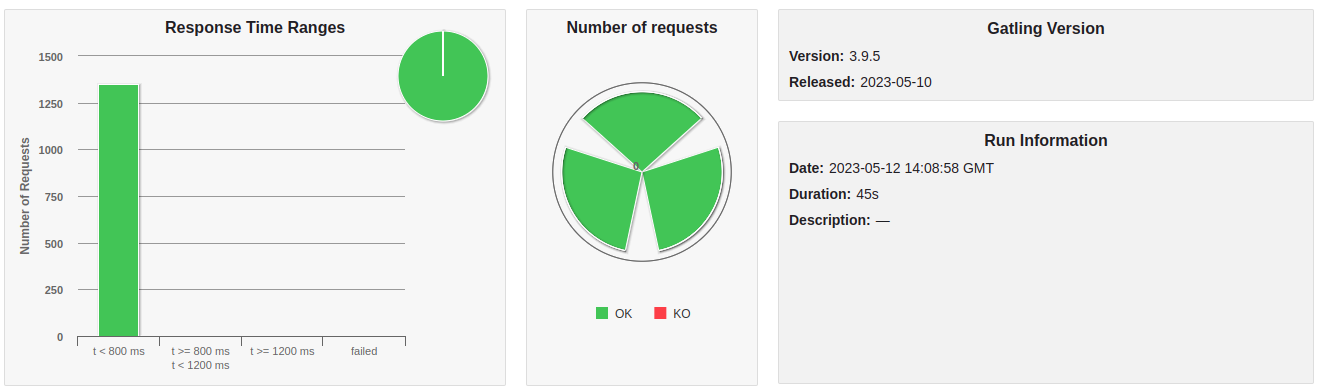 Response Time Ranges
1500
1250
1000
750
500
250
0
Number of Requests
t < 800 ms
t >= 800 ms
t < 1200 ms
t >= 1200 ms
failed
Number of requests
0
OK
KO
Gatling Version
Version: 3.9.5
Released: 2023-05-10
Run Information
Date: 2023-05-12 14:08:58 GMT
Duration: 45s
Description: —